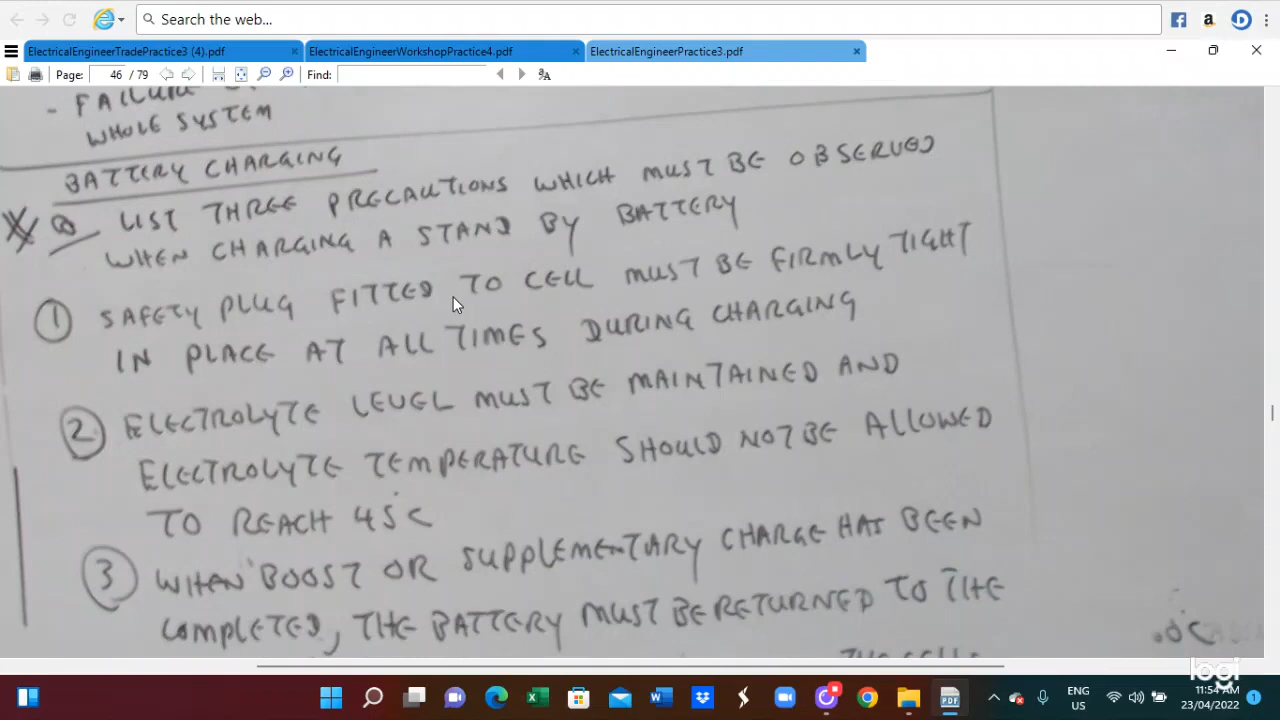 Search the web...
ElectricalEngineerTradePractice3 (4).pdf
ElectricalEngineerWorkshopPractice4.pdf
ElectricalEngineerPractice3.pdf
Page: 46 / 79 Find:
- FAILURE
WHOLE SYSTEM
BATTERY CHARGING
Q LIST THREE PRECAUTIONS WHICH MUST BE OBSERVED
WHEN CHARGING A STAND BY BATTERY
1 SAFETY PLUG FITTED TO CELL MUST BE FIRMLY TIGHT
IN PLACE AT ALL TIMES DURING CHARGING
2 ELECTROLYTE LEVEL MUST BE MAINTAINED AND
ELECTROLYTE TEMPERATURE SHOULD NOT BE ALLOWED
TO REACH 45°C
3 WHEN BOOST OR SUPPLEMENTARY CHARGE HAS BEEN
COMPLETED, THE BATTERY MUST BE RETURNED TO THE
THE CELLS
logi
ENG
US
11:54 AM
23/04/2022